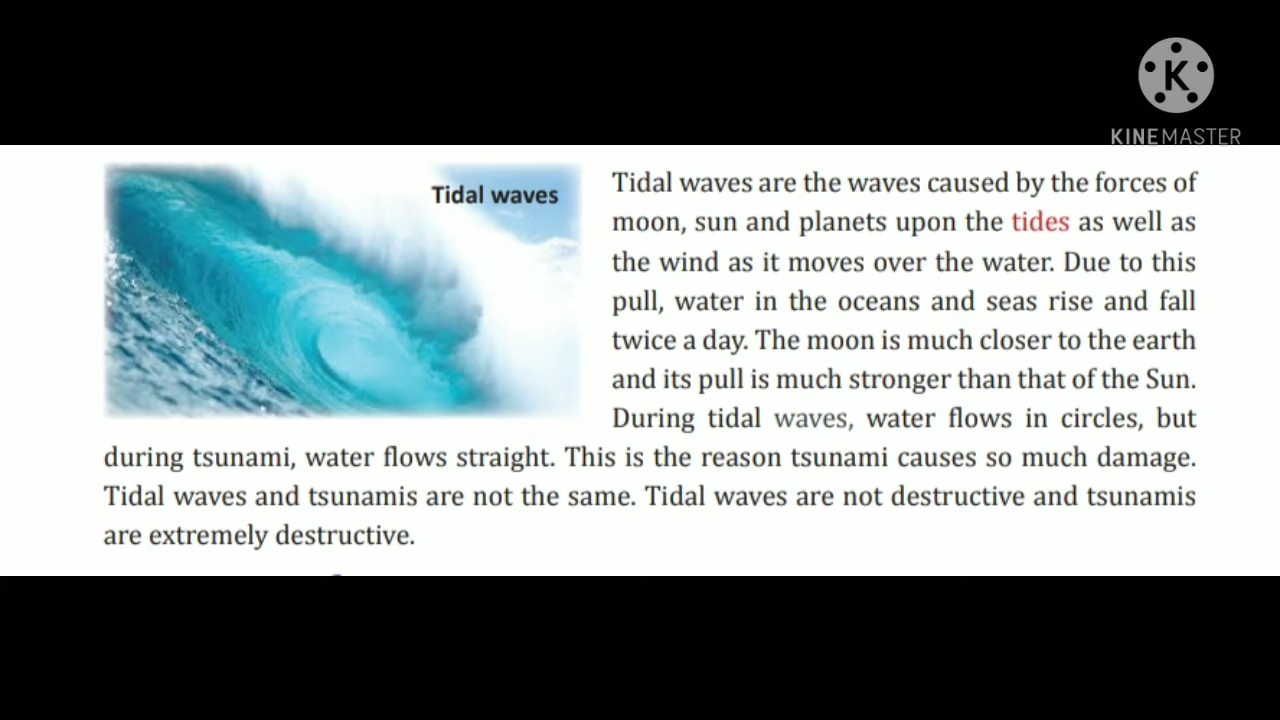 K
KINEMASTER
Tidal waves
Tidal waves are the waves caused by the forces of
moon, sun and planets upon the tides as well as
the wind as it moves over the water. Due to this
pull, water in the oceans and seas rise and fall
twice a day. The moon is much closer to the earth
and its pull is much stronger than that of the Sun.
During tidal waves, water flows in circles, but
during tsunami, water flows straight. This is the reason tsunami causes so much damage.
Tidal waves and tsunamis are not the same. Tidal waves are not destructive and tsunamis
are extremely destructive.